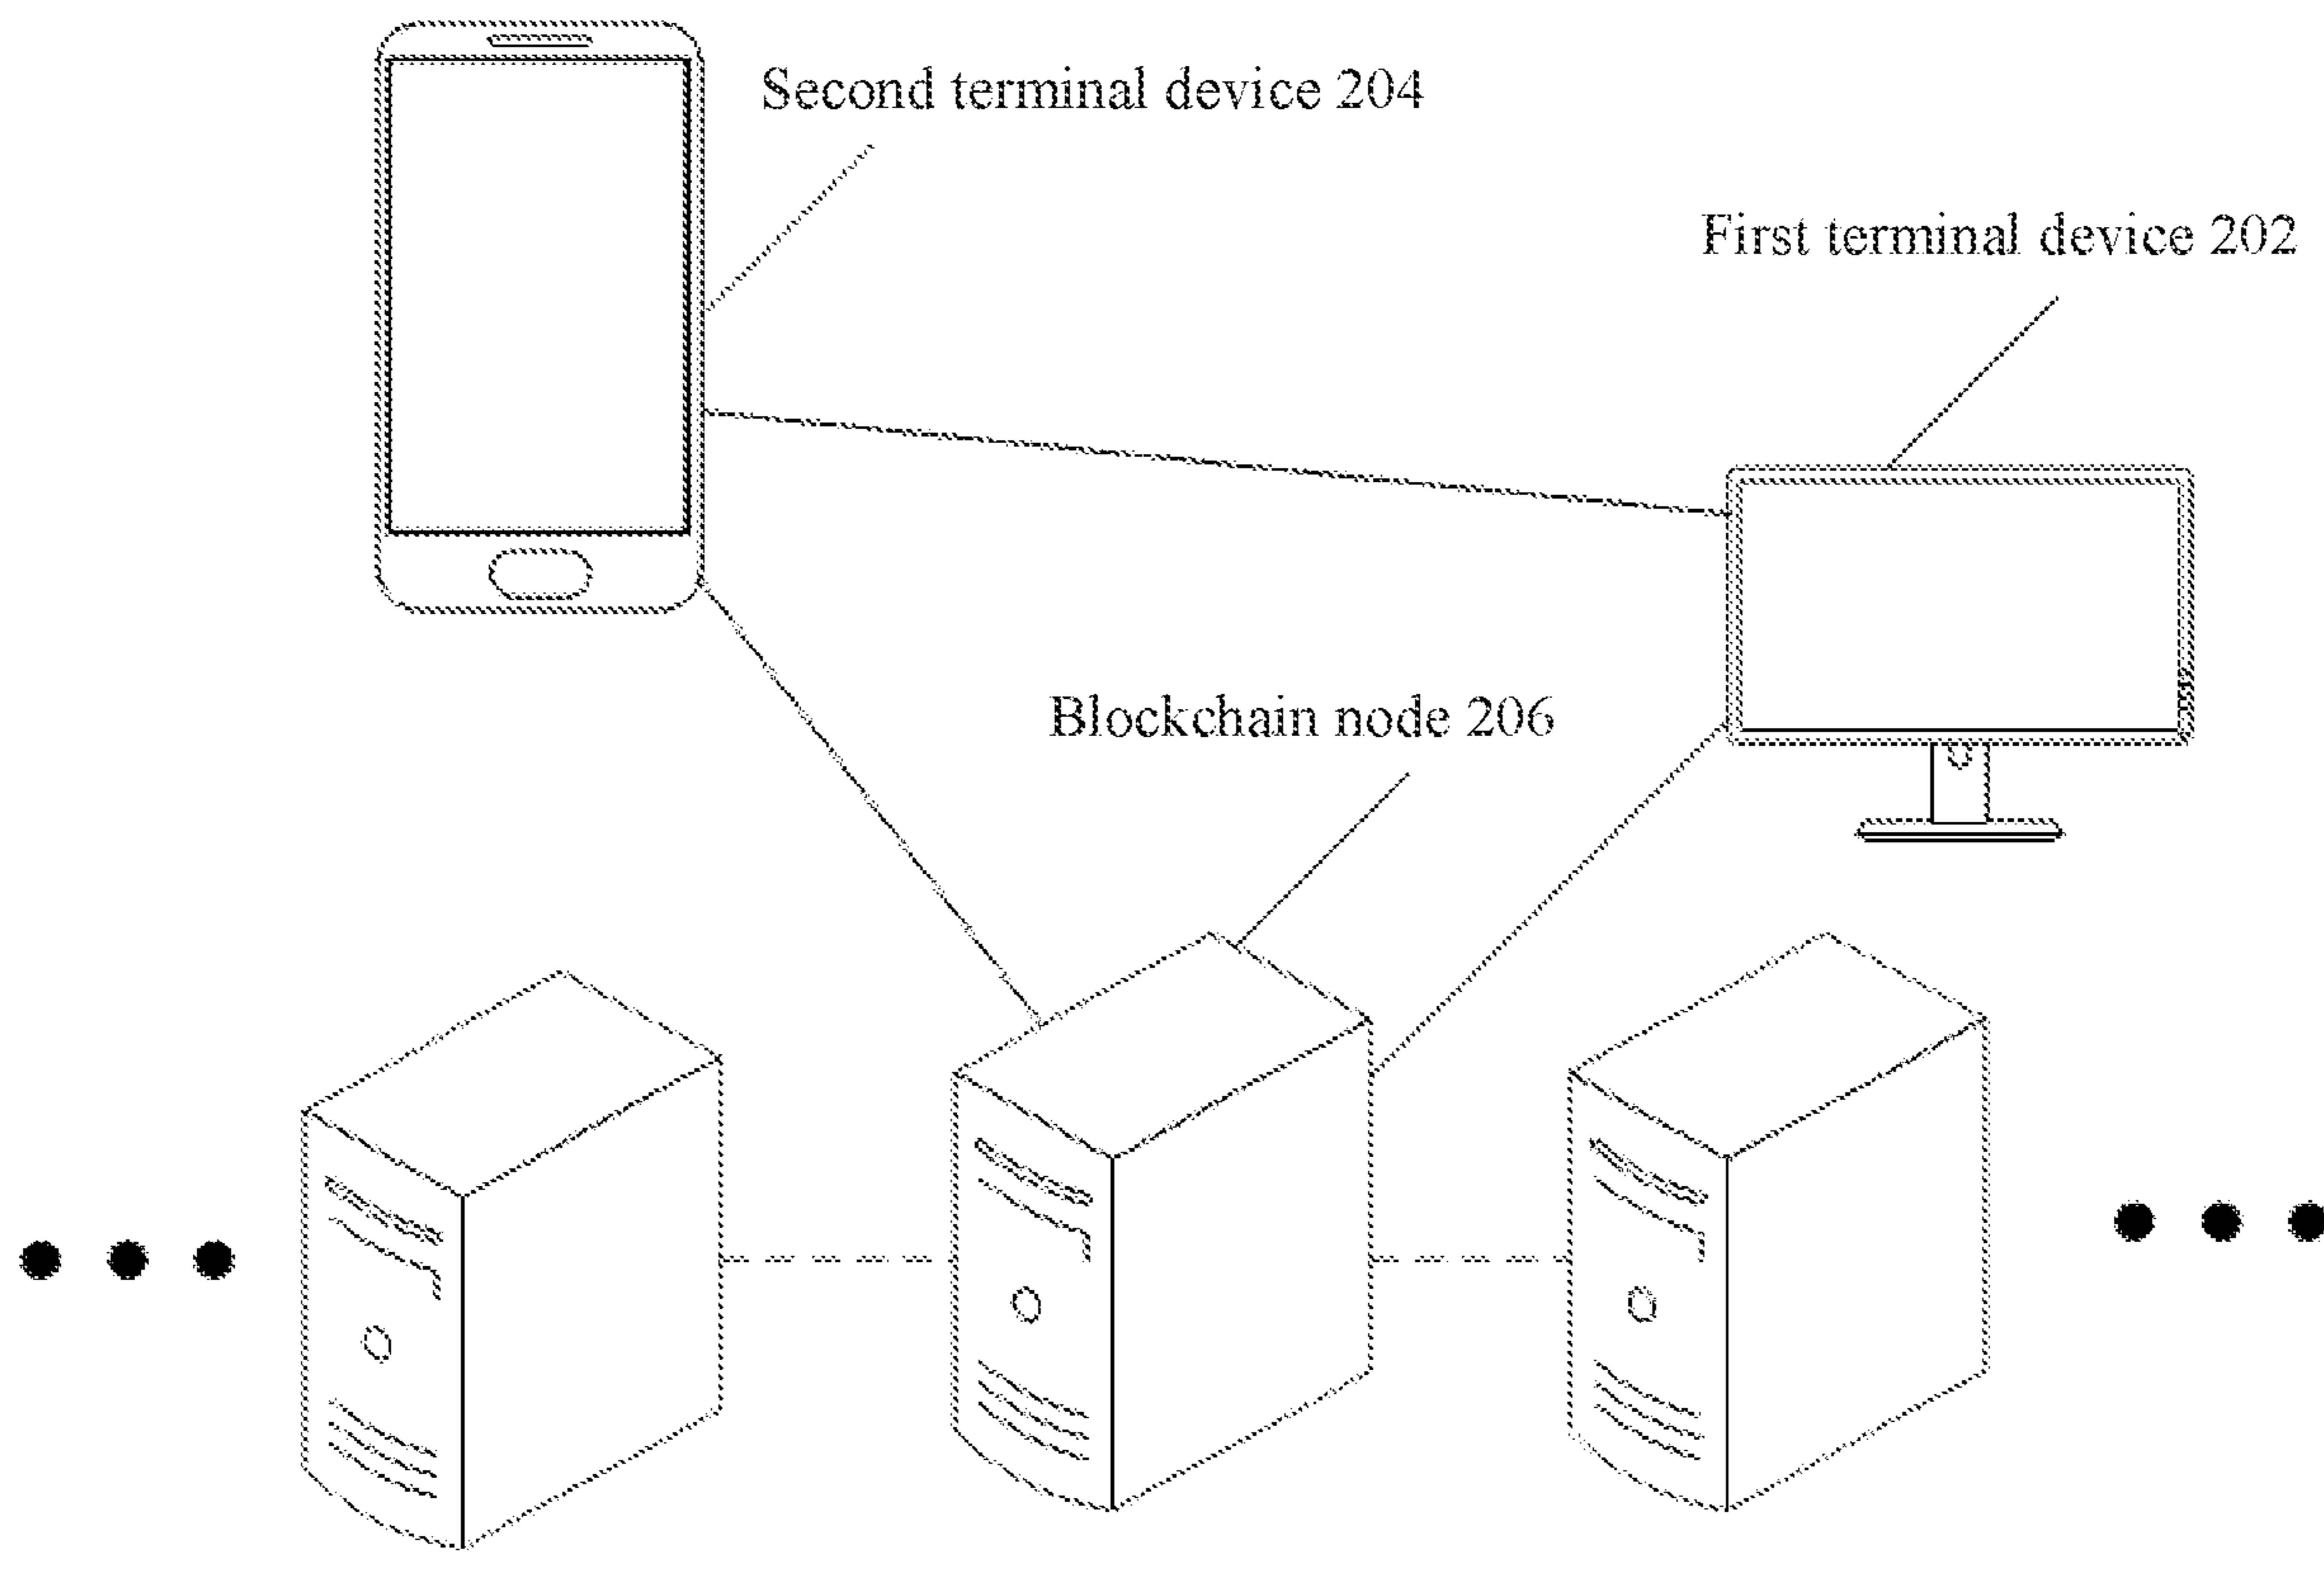 Second terminal device 204
First terminal device 202
Blockchain node 206